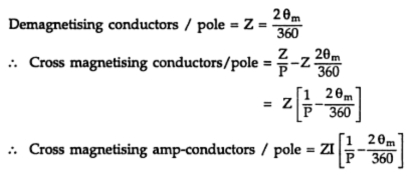 Demagnetising conductors / pole = Z = 2θm/360
∴ Cross magnetising conductors/pole = Z/P - Z 2θm/360
= Z[1/P - 2θm/360]
∴ Cross magnetising amp-conductors / pole = ZI[1/P - 2θm/360]